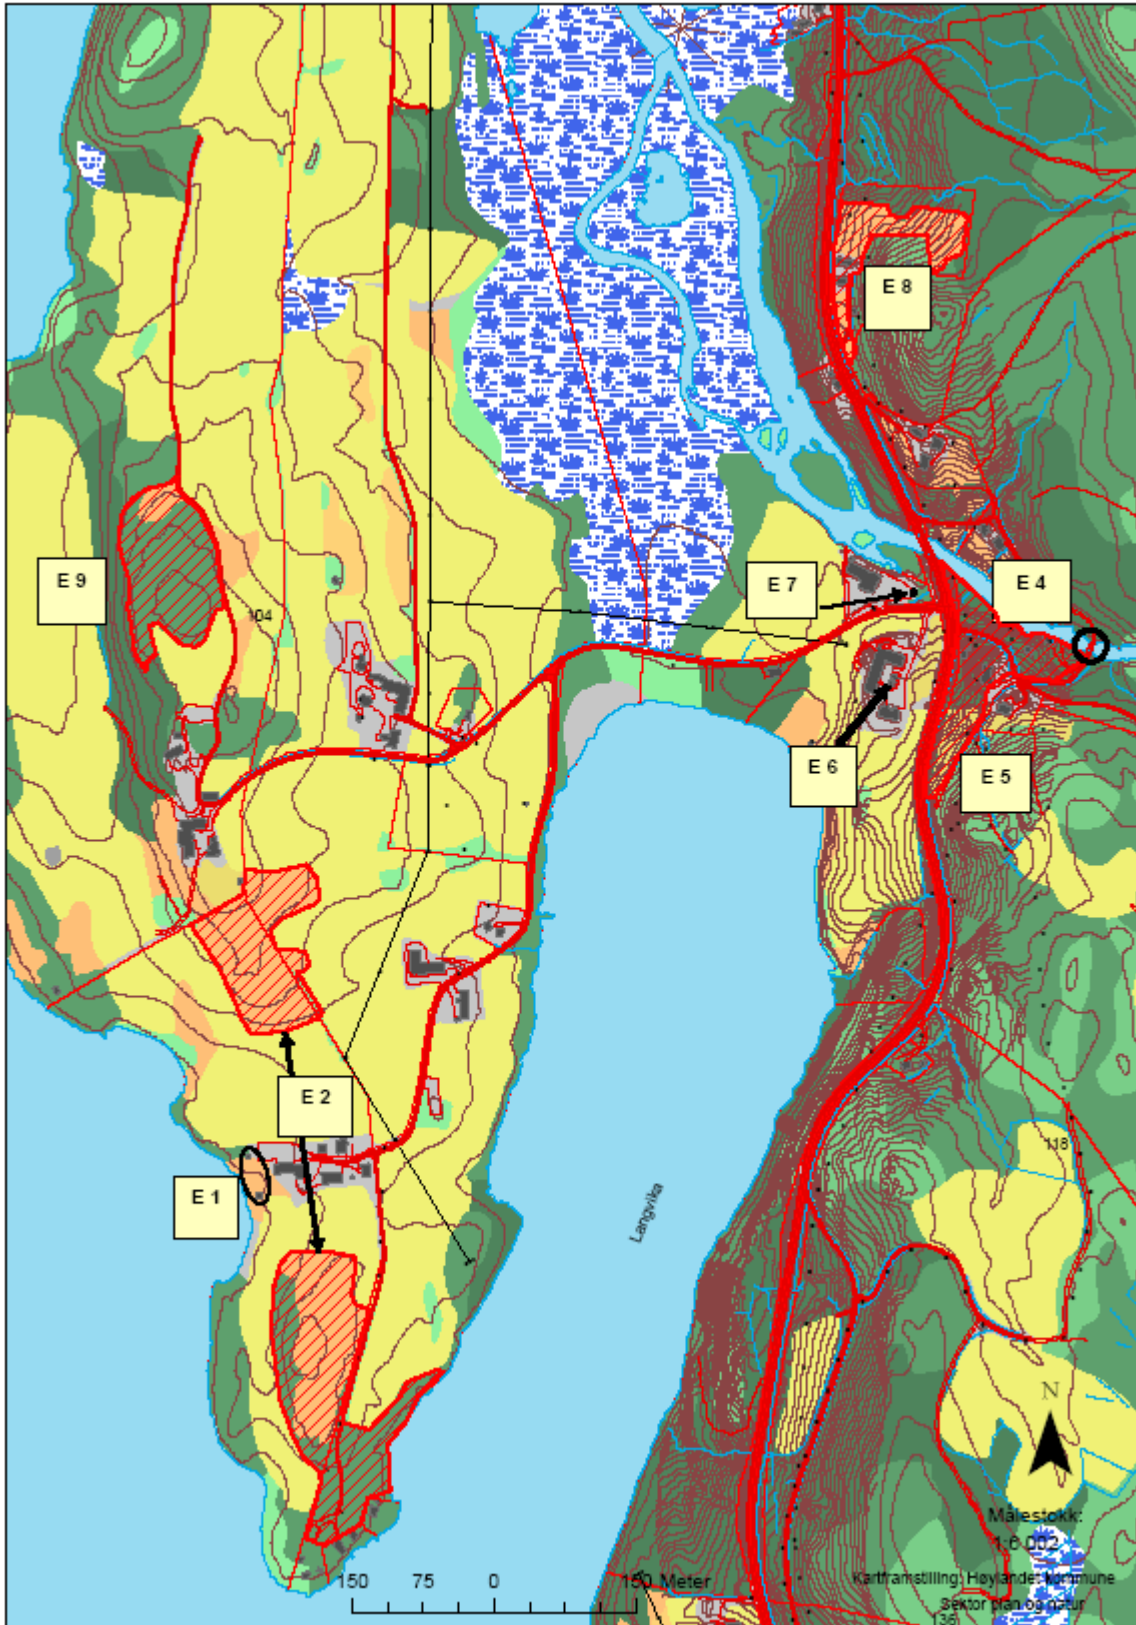 E 8
E 9
E 7
E 4
104
E 6
E 5
E 2
118
E 1
Langvika
N
Målestokk:
1:6 002
150 75 0 150 Meter
Kartframstilling: Høylandet kommune
Sektor plan og natur
136